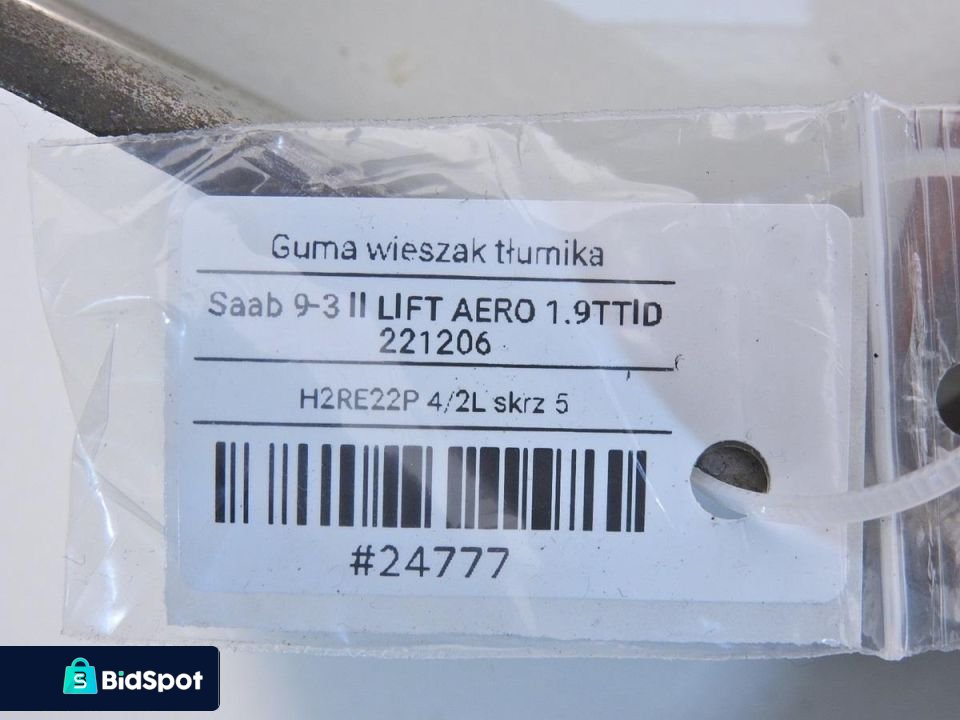 Guma wieszak tłumika
Saab 9-3 II LIFT AERO 1.9TTID
221206
H2RE22P 4/2L skrz 5
#24777
BidSpot